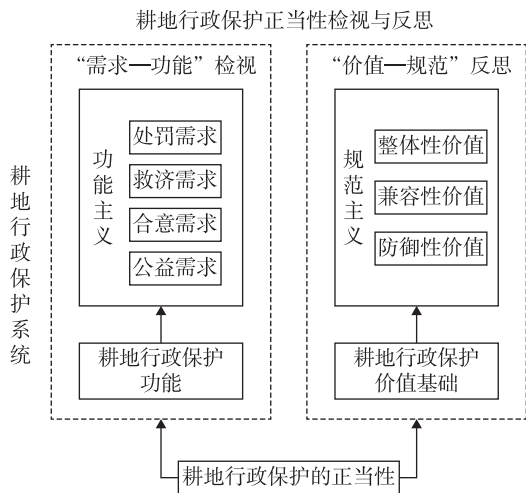 耕地行政保护正当性检视与反思
“需求—功能”检视
功能主义
处罚需求
救济需求
合意需求
公益需求
耕地行政保护
功能
“价值—规范”反思
规范主义
整体性价值
兼容性价值
防御性价值
耕地行政保护
价值基础
耕地行政保护系统
耕地行政保护的正当性